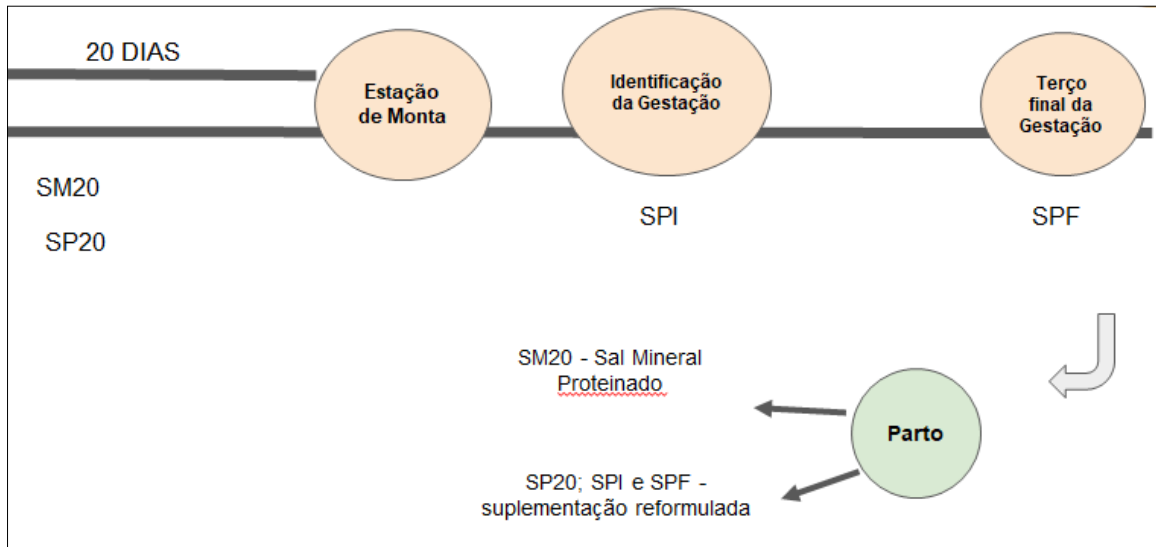 20 DIAS
Estação
de Monta
Identificação
da Gestação
Terço
final da
Gestação
SM20
SP20
SPI
SPF
SM20 - Sal Mineral
Proteinado
Parto
SP20; SPI e SPF -
suplementação reformulada